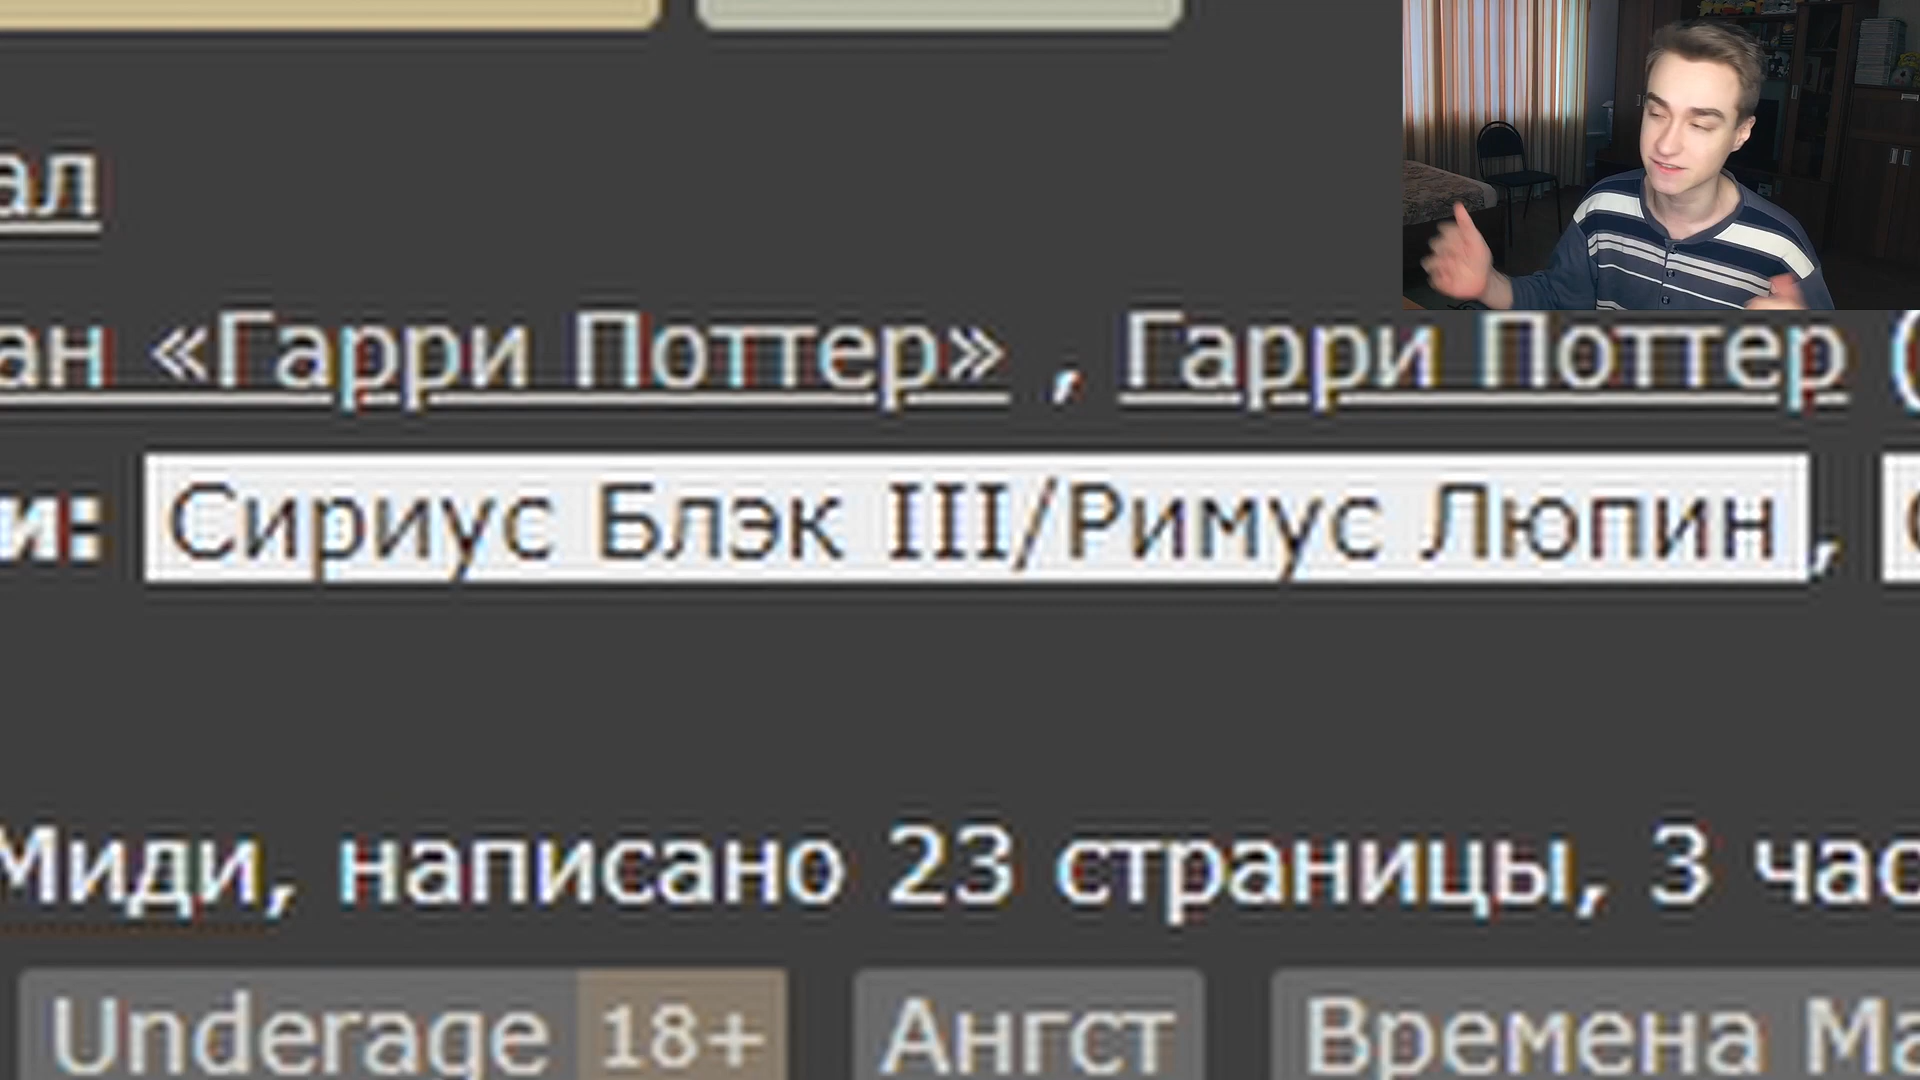 ал
ан «Гарри Поттер» , Гарри Поттер (
и: Сириус Блэк III/Римус Люпин,
Миди, написано 23 страницы, 3 час
Underage 18+ Ангст Времена Ма